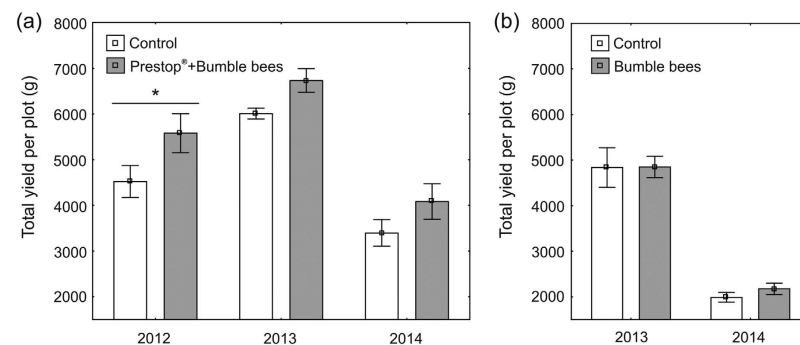 (a)
Total yield per plot (g)
8000
7000
6000
5000
4000
3000
2000
Control
Prestop®+Bumble bees
*
2012 2013 2014
(b)
Total yield per plot (g)
8000
7000
6000
5000
4000
3000
2000
Control
Bumble bees
2013 2014